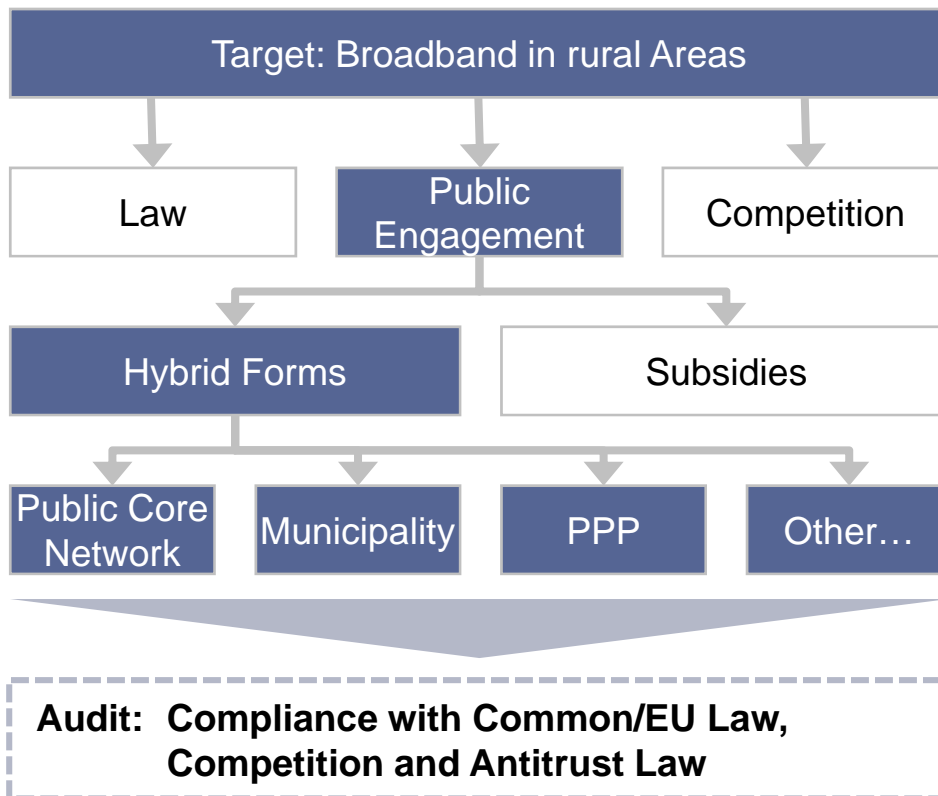 Target: Broadband in rural Areas
Law
Public
Engagement
Competition
Hybrid Forms
Subsidies
Public Core
Network
Municipality
PPP
Other…
Audit: Compliance with Common/EU Law,
Competition and Antitrust Law